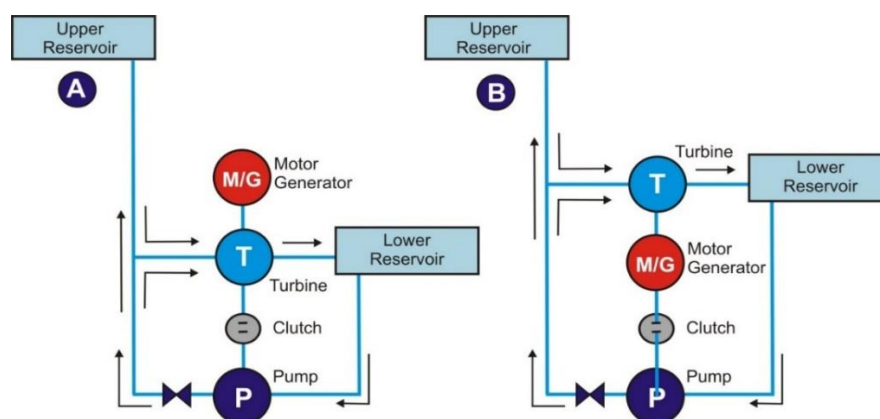 Upper
Reservoir
A
Motor
Generator
M/G
T
Turbine
Lower
Reservoir
Clutch
Pump
P
Upper
Reservoir
B
Turbine
T
Lower
Reservoir
Motor
Generator
M/G
Clutch
Pump
P